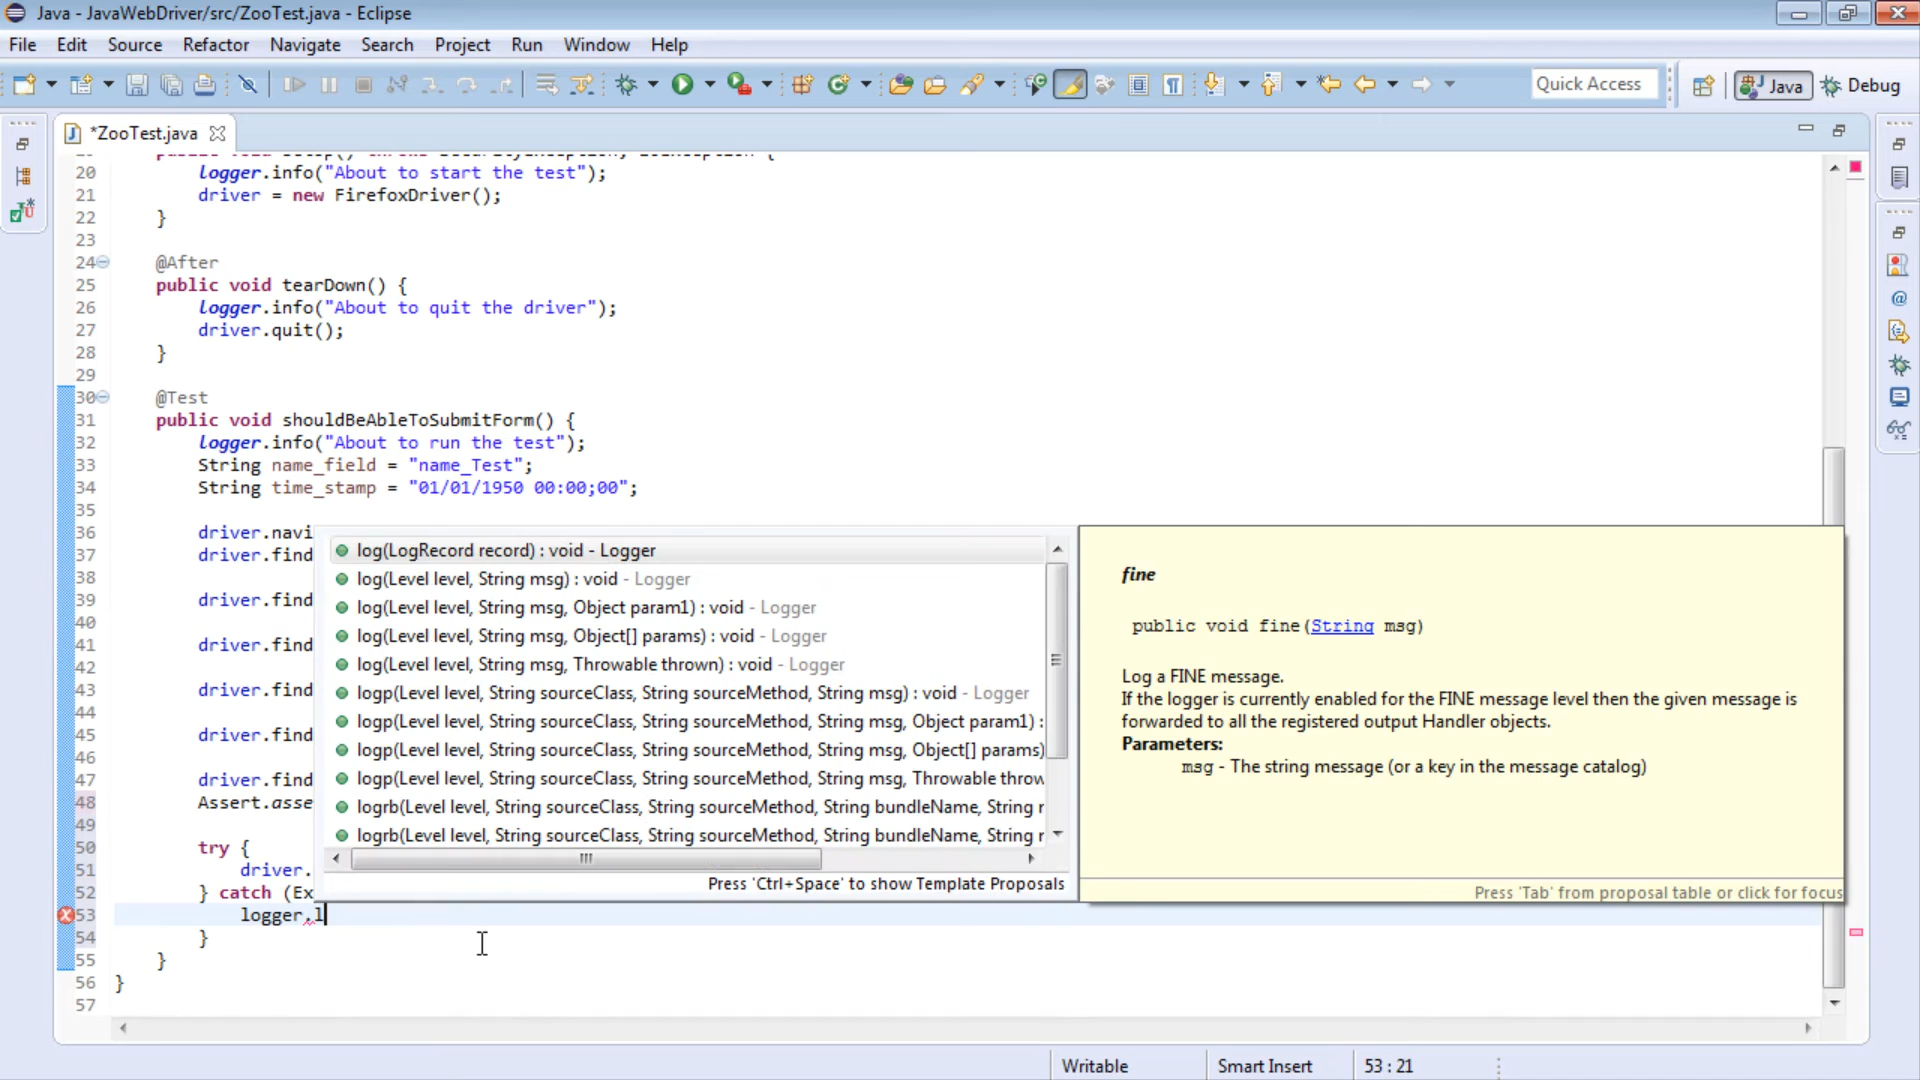 Java - JavaWebDriver/src/ZooTest.java - Eclipse
File Edit Source Refactor Navigate Search Project Run Window Help
Quick Access Java Debug
*ZooTest.java
20 logger.info("About to start the test");
21 driver = new FirefoxDriver();
22 }
23
24 @After
25 public void tearDown() {
26 logger.info("About to quit the driver");
27 driver.quit();
28 }
29
30 @Test
31 public void shouldBeAbleToSubmitForm() {
32 logger.info("About to run the test");
33 String name_field = "name_Test";
34 String time_stamp = "01/01/1950 00:00;00";
35
36 driver.navi
37 driver.find
38
39 driver.find
40
41 driver.find
42
43 driver.find
44
45 driver.find
46
47 driver.find
48 Assert.asse
49
50 try {
51 driver.
52 } catch (Ex
53 logger.l
54 }
55 }
56 }
57
log(LogRecord record) : void - Logger
log(Level level, String msg) : void - Logger
log(Level level, String msg, Object param1) : void - Logger
log(Level level, String msg, Object[] params) : void - Logger
log(Level level, String msg, Throwable thrown) : void - Logger
logp(Level level, String sourceClass, String sourceMethod, String msg) : void - Logger
logp(Level level, String sourceClass, String sourceMethod, String msg, Object param1) :
logp(Level level, String sourceClass, String sourceMethod, String msg, Object[] params)
logp(Level level, String sourceClass, String sourceMethod, String msg, Throwable throw
logrb(Level level, String sourceClass, String sourceMethod, String bundleName, String r
logrb(Level level, String sourceClass, String sourceMethod, String bundleName, String r
Press 'Ctrl+Space' to show Template Proposals
fine
public void fine(String msg)
Log a FINE message.
If the logger is currently enabled for the FINE message level then the given message is
forwarded to all the registered output Handler objects.
Parameters:
msg - The string message (or a key in the message catalog)
Press 'Tab' from proposal table or click for focus
Writable Smart Insert 53 : 21